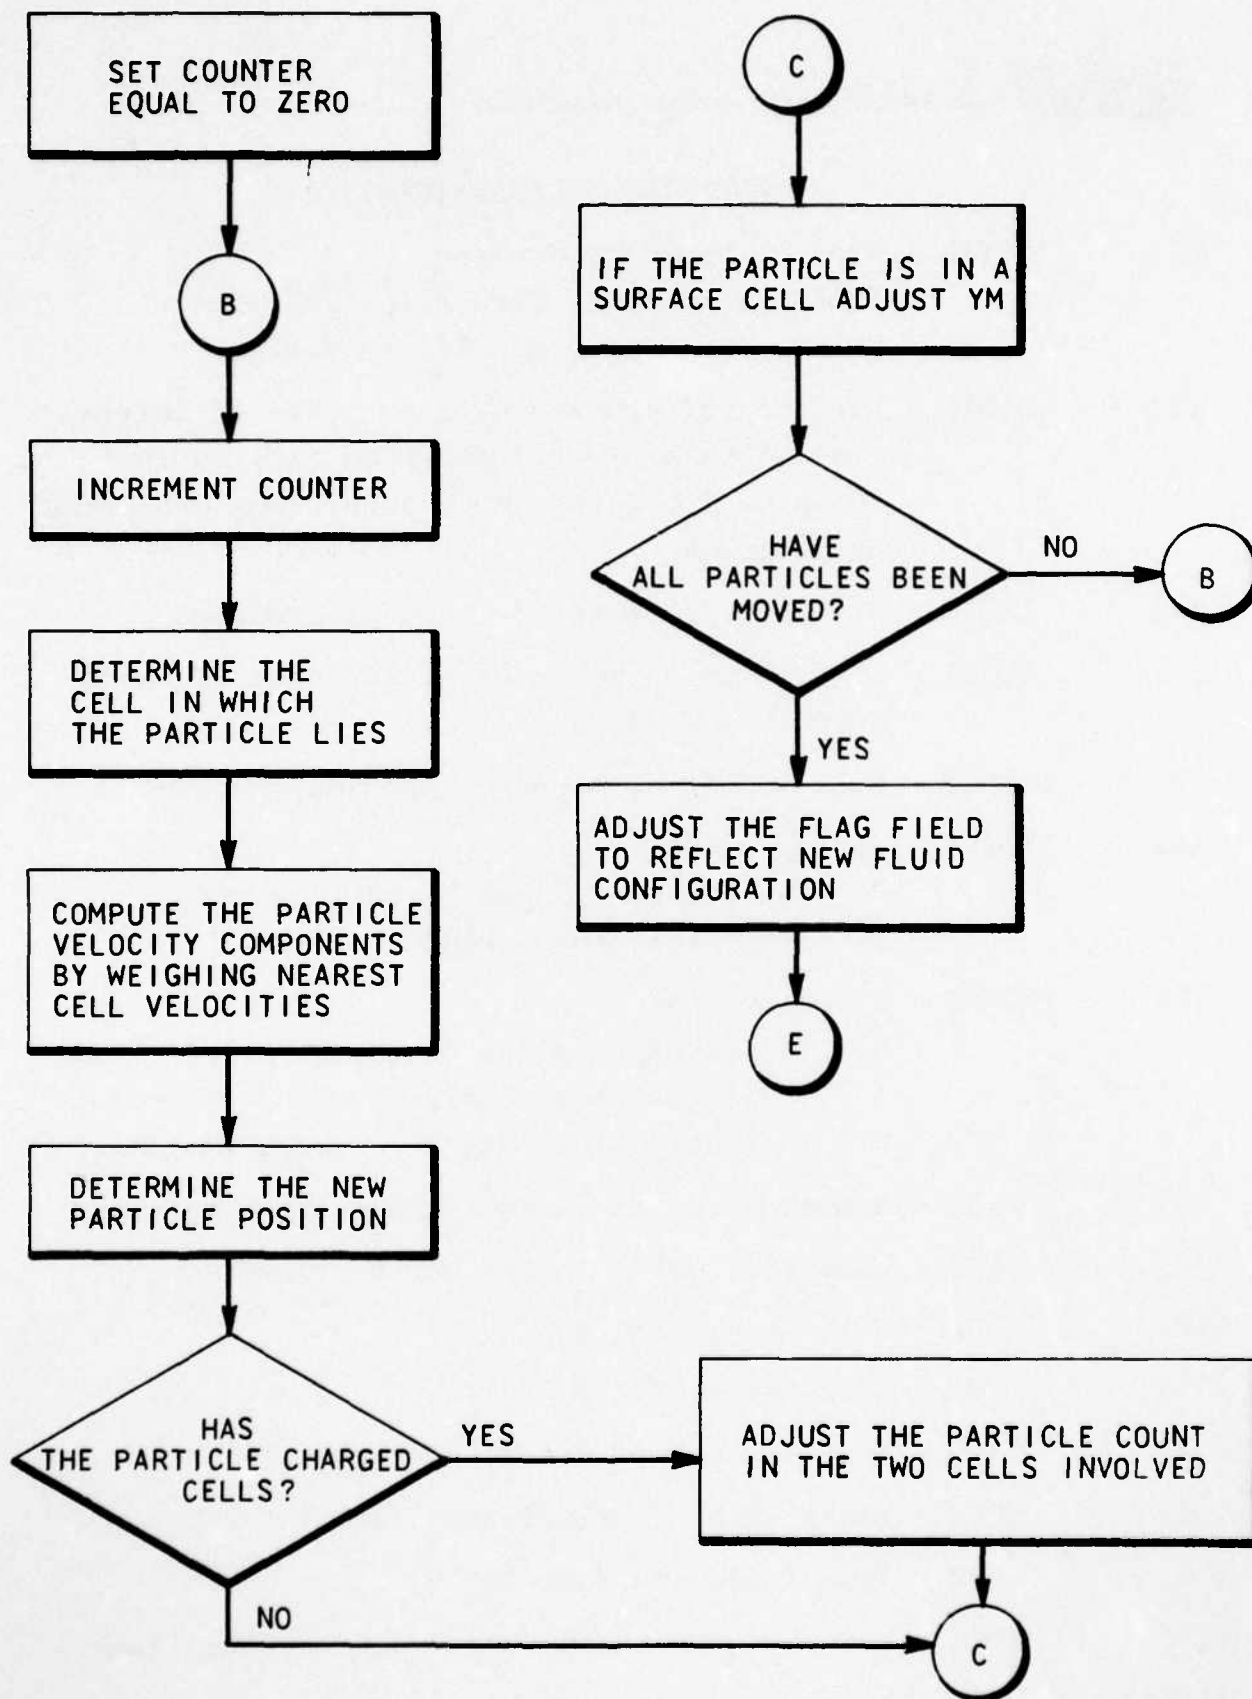 SET COUNTER
EQUAL TO ZERO
B
INCREMENT COUNTER
DETERMINE THE
CELL IN WHICH
THE PARTICLE LIES
COMPUTE THE PARTICLE
VELOCITY COMPONENTS
BY WEIGHING NEAREST
CELL VELOCITIES
DETERMINE THE NEW
PARTICLE POSITION
HAS
THE PARTICLE CHARGED
CELLS?
YES
NO
ADJUST THE PARTICLE COUNT
IN THE TWO CELLS INVOLVED
C
C
IF THE PARTICLE IS IN A
SURFACE CELL ADJUST YM
HAVE
ALL PARTICLES BEEN
MOVED?
NO
B
YES
ADJUST THE FLAG FIELD
TO REFLECT NEW FLUID
CONFIGURATION
E